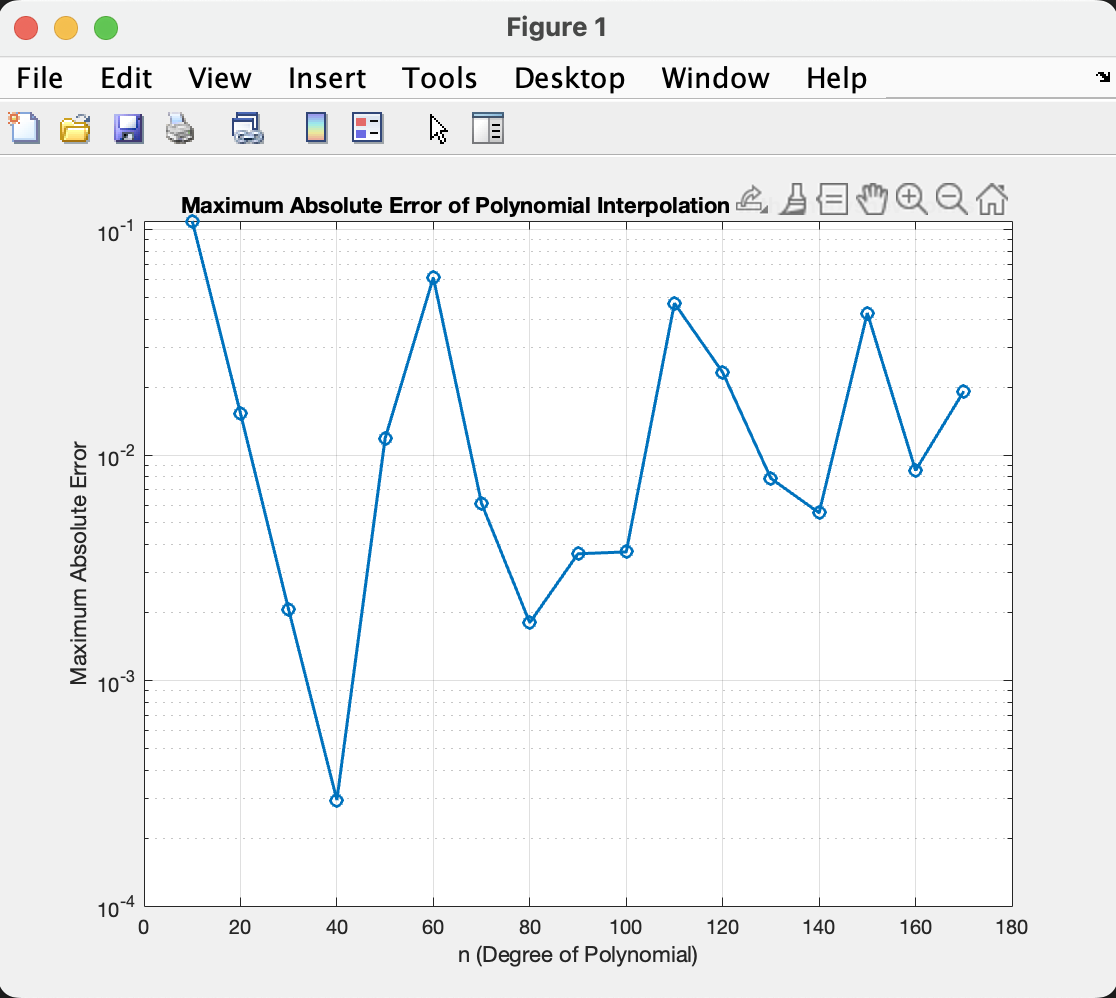 Figure 1
File Edit View Insert Tools Desktop Window Help
Maximum Absolute Error of Polynomial Interpolation
10-1
10-2
10-3
10-4
Maximum Absolute Error
0 20 40 60 80 100 120 140 160 180
n (Degree of Polynomial)